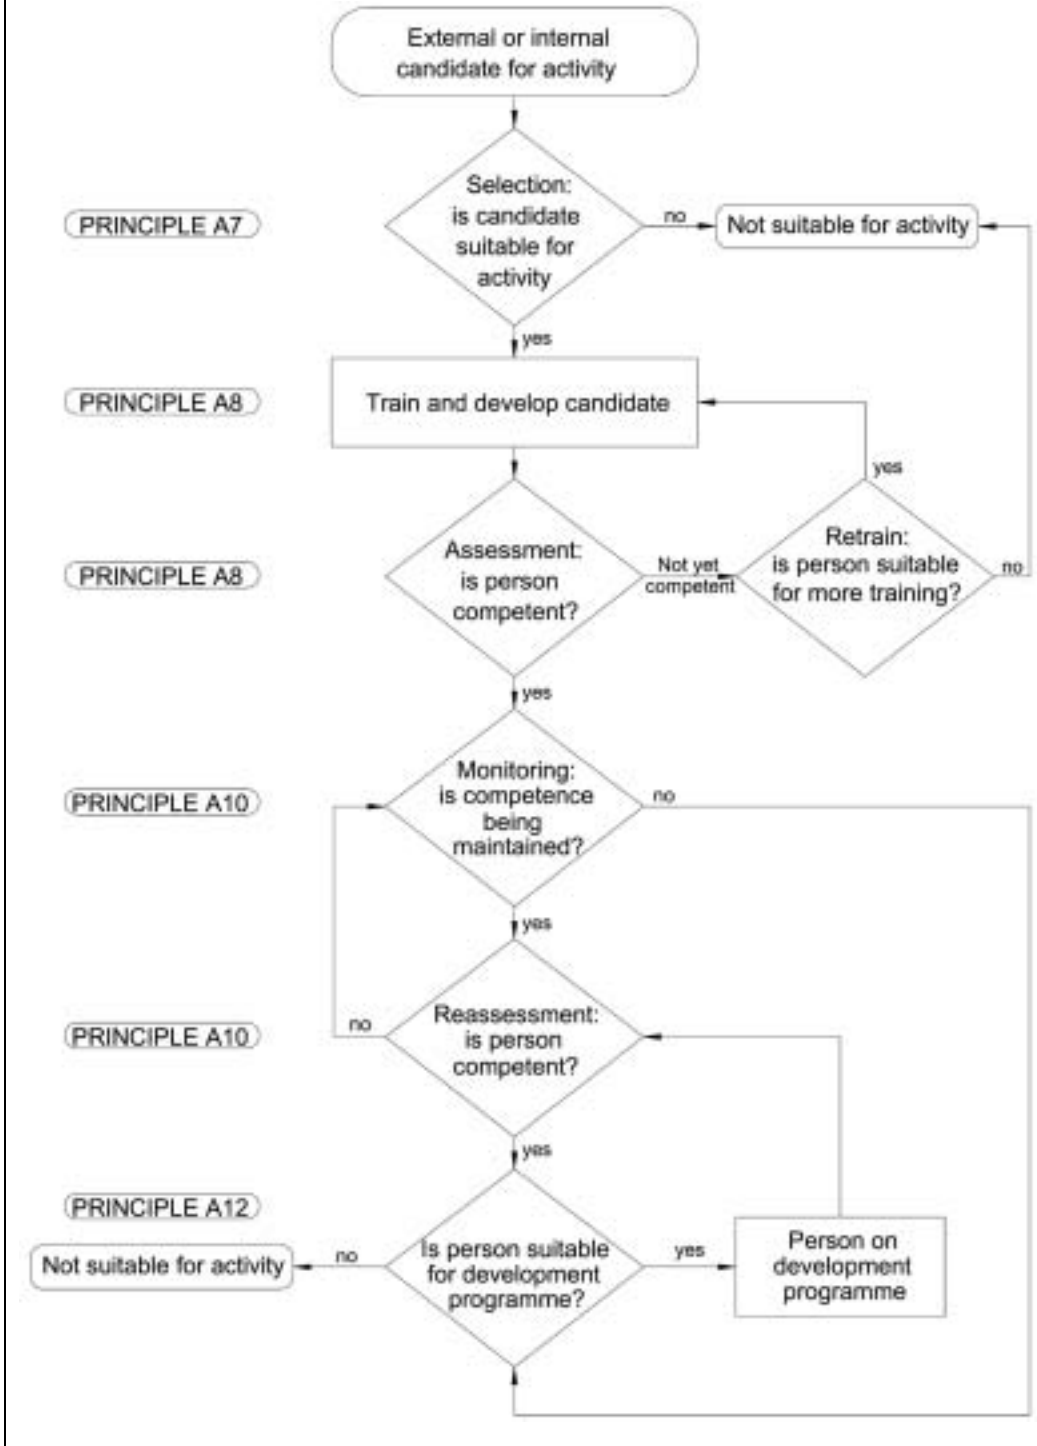 External or internal
candidate for activity
Selection:
is candidate
suitable for
activity
PRINCIPLE A7
no
Not suitable for activity
yes
PRINCIPLE A8
Train and develop candidate
yes
PRINCIPLE A8
Assessment:
is person
competent?
Not yet
competent
Retrain:
is person suitable
for more training?
no
yes
PRINCIPLE A10
Monitoring:
is competence
being
maintained?
no
yes
PRINCIPLE A10
no
Reassessment:
is person
competent?
yes
PRINCIPLE A12
Not suitable for activity
no
Is person suitable
for development
programme?
yes
Person on
development
programme